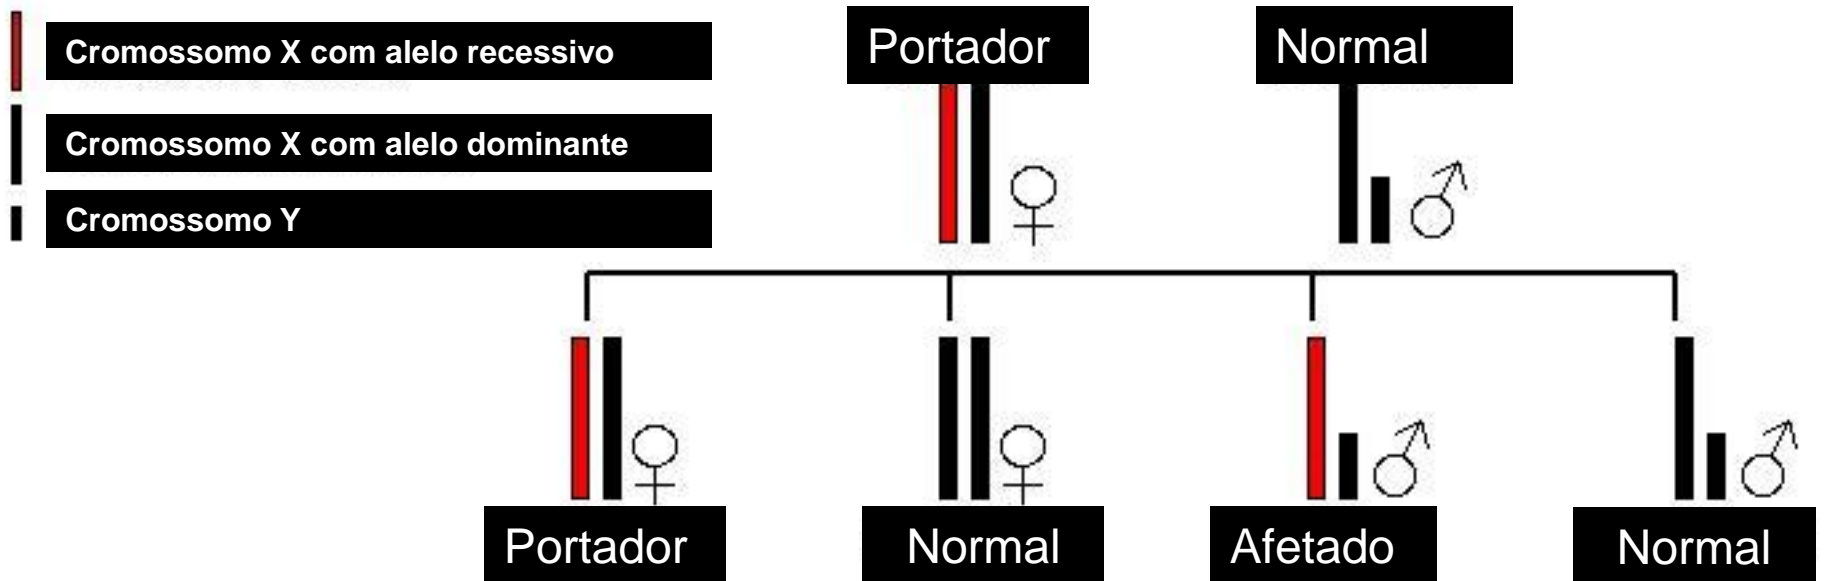 Cromossomo X com alelo recessivo
Cromossomo X com alelo dominante
Cromossomo Y
Portador
Normal
Portador
Normal
Afetado
Normal